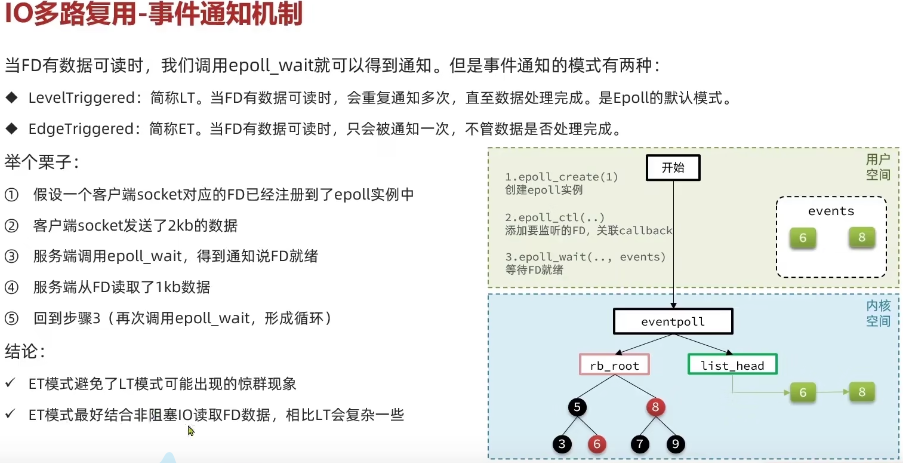 IO多路复用-事件通知机制
当FD有数据可读时，我们调用epoll_wait就可以得到通知。但是事件通知的模式有两种：
◆ LevelTriggered：简称LT。当FD有数据可读时，会重复通知多次，直至数据处理完成。是Epoll的默认模式。
◆ EdgeTriggered：简称ET。当FD有数据可读时，只会被通知一次，不管数据是否处理完成。
举个栗子：
① 假设一个客户端socket对应的FD已经注册到了epoll实例中
② 客户端socket发送了2kb的数据
③ 服务端调用epoll_wait，得到通知说FD就绪
④ 服务端从FD读取了1kb数据
⑤ 回到步骤3（再次调用epoll_wait，形成循环）
结论：
✓ ET模式避免了LT模式可能出现的惊群现象
✓ ET模式最好结合非阻塞IO读取FD数据，相比LT会复杂一些
用户
空间
开始
1.epoll_create(1)
创建epoll实例
2.epoll_ctl(..)
添加要监听的FD，关联callback
3.epoll_wait(.., events)
等待FD就绪
events
6 8
内核
空间
eventpoll
rb_root list_head
6 8
5 8
3 6 7 9